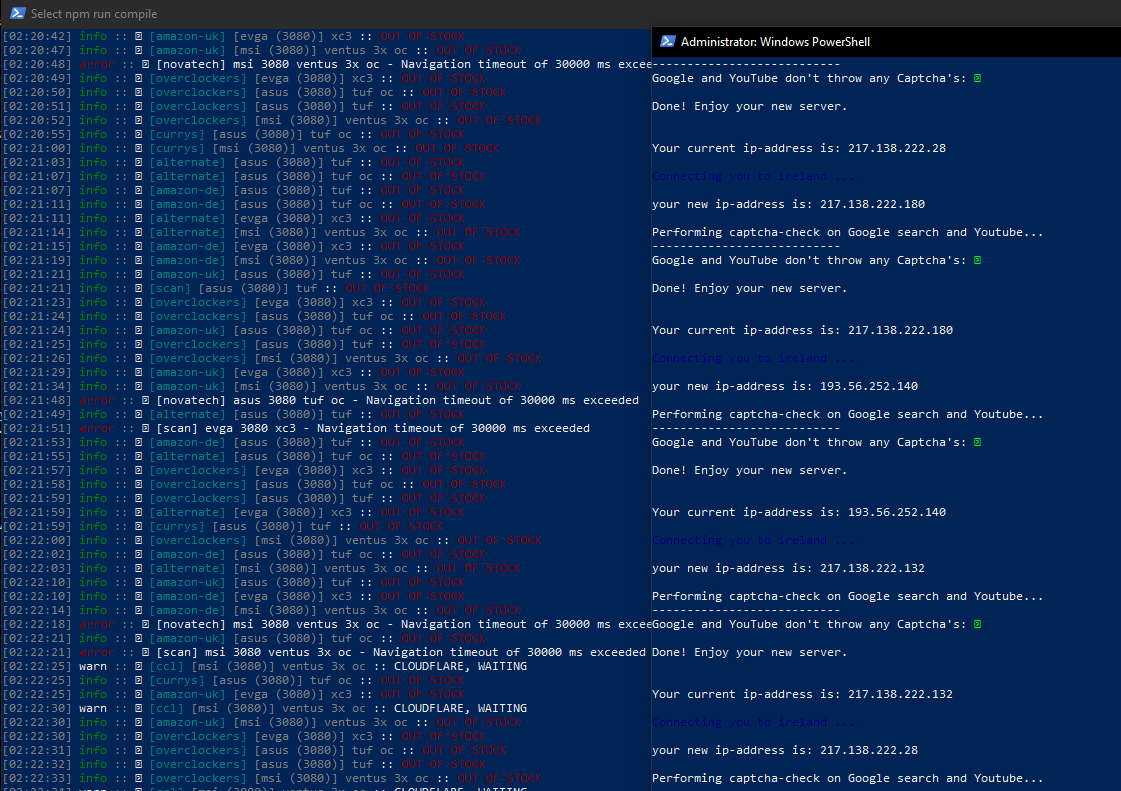 Select npm run compile
[02:20:42] info :: [amazon-uk] [evga (3080)] xc3 :: OUT OF STOCK
[02:20:47] info :: [amazon-uk] [msi (3080)] ventus 3x oc :: OUT OF STOCK
[02:20:48] error :: [novatech] msi 3080 ventus 3x oc - Navigation timeout of 30000 ms excee
[02:20:49] info :: [overclockers] [evga (3080)] xc3 :: OUT OF STOCK
[02:20:50] info :: [overclockers] [asus (3080)] tuf oc :: OUT OF STOCK
[02:20:51] info :: [overclockers] [asus (3080)] tuf :: OUT OF STOCK
[02:20:52] info :: [overclockers] [msi (3080)] ventus 3x oc :: OUT OF STOCK
[02:20:55] info :: [currys] [asus (3080)] tuf oc :: OUT OF STOCK
[02:21:00] info :: [currys] [msi (3080)] ventus 3x oc :: OUT OF STOCK
[02:21:03] info :: [alternate] [asus (3080)] tuf :: OUT OF STOCK
[02:21:07] info :: [alternate] [asus (3080)] tuf oc :: OUT OF STOCK
[02:21:07] info :: [amazon-de] [asus (3080)] tuf :: OUT OF STOCK
[02:21:11] info :: [amazon-de] [asus (3080)] tuf oc :: OUT OF STOCK
[02:21:11] info :: [alternate] [evga (3080)] xc3 :: OUT OF STOCK
[02:21:14] info :: [alternate] [msi (3080)] ventus 3x oc :: OUT OF STOCK
[02:21:15] info :: [amazon-de] [evga (3080)] xc3 :: OUT OF STOCK
[02:21:19] info :: [amazon-de] [msi (3080)] ventus 3x oc :: OUT OF STOCK
[02:21:21] info :: [amazon-uk] [asus (3080)] tuf :: OUT OF STOCK
[02:21:21] info :: [scan] [asus (3080)] tuf :: OUT OF STOCK
[02:21:23] info :: [overclockers] [evga (3080)] xc3 :: OUT OF STOCK
[02:21:24] info :: [overclockers] [asus (3080)] tuf oc :: OUT OF STOCK
[02:21:24] info :: [amazon-uk] [asus (3080)] tuf oc :: OUT OF STOCK
[02:21:25] info :: [overclockers] [asus (3080)] tuf :: OUT OF STOCK
[02:21:26] info :: [overclockers] [msi (3080)] ventus 3x oc :: OUT OF STOCK
[02:21:29] info :: [amazon-uk] [evga (3080)] xc3 :: OUT OF STOCK
[02:21:34] info :: [amazon-uk] [msi (3080)] ventus 3x oc :: OUT OF STOCK
[02:21:48] error :: [novatech] asus 3080 tuf oc - Navigation timeout of 30000 ms exceeded
[02:21:49] info :: [alternate] [asus (3080)] tuf :: OUT OF STOCK
[02:21:51] error :: [scan] evga 3080 xc3 - Navigation timeout of 30000 ms exceeded
[02:21:53] info :: [amazon-de] [asus (3080)] tuf :: OUT OF STOCK
[02:21:55] info :: [alternate] [asus (3080)] tuf oc :: OUT OF STOCK
[02:21:57] info :: [overclockers] [evga (3080)] xc3 :: OUT OF STOCK
[02:21:58] info :: [overclockers] [asus (3080)] tuf oc :: OUT OF STOCK
[02:21:59] info :: [overclockers] [asus (3080)] tuf :: OUT OF STOCK
[02:21:59] info :: [alternate] [evga (3080)] xc3 :: OUT OF STOCK
[02:21:59] info :: [currys] [asus (3080)] tuf :: OUT OF STOCK
[02:22:00] info :: [overclockers] [msi (3080)] ventus 3x oc :: OUT OF STOCK
[02:22:02] info :: [amazon-de] [asus (3080)] tuf oc :: OUT OF STOCK
[02:22:03] info :: [alternate] [msi (3080)] ventus 3x oc :: OUT OF STOCK
[02:22:10] info :: [amazon-uk] [asus (3080)] tuf :: OUT OF STOCK
[02:22:10] info :: [amazon-de] [evga (3080)] xc3 :: OUT OF STOCK
[02:22:14] info :: [amazon-de] [msi (3080)] ventus 3x oc :: OUT OF STOCK
[02:22:18] error :: [novatech] msi 3080 ventus 3x oc - Navigation timeout of 30000 ms excee
[02:22:21] info :: [amazon-uk] [asus (3080)] tuf oc :: OUT OF STOCK
[02:22:21] error :: [scan] msi 3080 ventus 3x oc - Navigation timeout of 30000 ms exceeded
[02:22:25] warn :: [ccl] [msi (3080)] ventus 3x oc :: CLOUDFLARE, WAITING
[02:22:25] info :: [currys] [asus (3080)] tuf oc :: OUT OF STOCK
[02:22:25] info :: [amazon-uk] [evga (3080)] xc3 :: OUT OF STOCK
[02:22:30] warn :: [ccl] [msi (3080)] ventus 3x oc :: CLOUDFLARE, WAITING
[02:22:30] info :: [amazon-uk] [msi (3080)] ventus 3x oc :: OUT OF STOCK
[02:22:30] info :: [overclockers] [evga (3080)] xc3 :: OUT OF STOCK
[02:22:31] info :: [overclockers] [asus (3080)] tuf oc :: OUT OF STOCK
[02:22:32] info :: [overclockers] [asus (3080)] tuf :: OUT OF STOCK
[02:22:33] info :: [overclockers] [msi (3080)] ventus 3x oc :: OUT OF STOCK
Administrator: Windows PowerShell
---------------------------
Google and YouTube don't throw any Captcha's:
Done! Enjoy your new server.
Your current ip-address is: 217.138.222.28
Connecting you to ireland ...
your new ip-address is: 217.138.222.180
Performing captcha-check on Google search and Youtube...
---------------------------
Google and YouTube don't throw any Captcha's:
Done! Enjoy your new server.
Your current ip-address is: 217.138.222.180
Connecting you to ireland ...
your new ip-address is: 193.56.252.140
Performing captcha-check on Google search and Youtube...
---------------------------
Google and YouTube don't throw any Captcha's:
Done! Enjoy your new server.
Your current ip-address is: 193.56.252.140
Connecting you to ireland ...
your new ip-address is: 217.138.222.132
Performing captcha-check on Google search and Youtube...
---------------------------
Google and YouTube don't throw any Captcha's:
Done! Enjoy your new server.
Your current ip-address is: 217.138.222.132
Connecting you to ireland ...
your new ip-address is: 217.138.222.28
Performing captcha-check on Google search and Youtube...